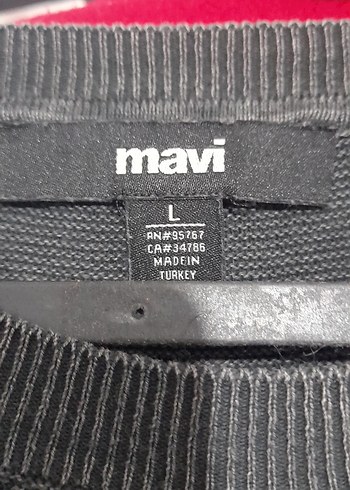 mavi
L
RN#95767
CA#34786
MADE IN
TURKEY